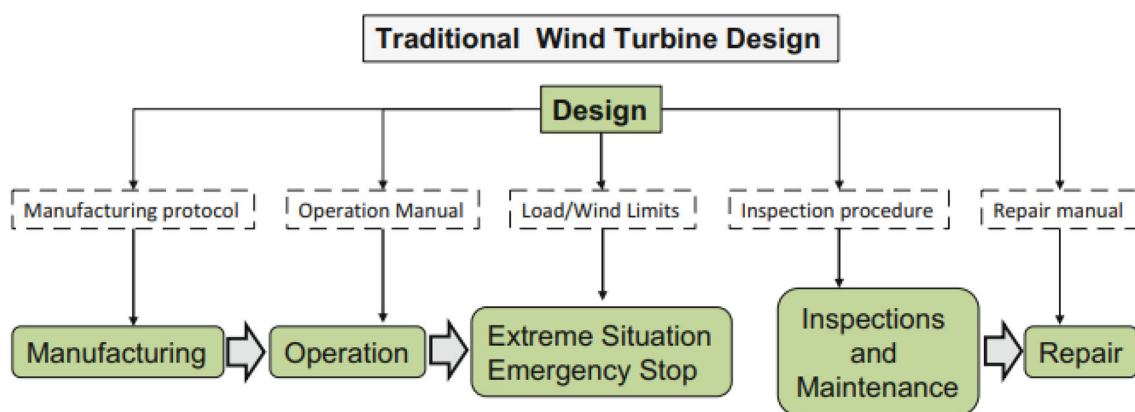 Traditional Wind Turbine Design
Design
Manufacturing protocol
Operation Manual
Load/Wind Limits
Inspection procedure
Repair manual
Manufacturing
Operation
Extreme Situation
Emergency Stop
Inspections
and
Maintenance
Repair